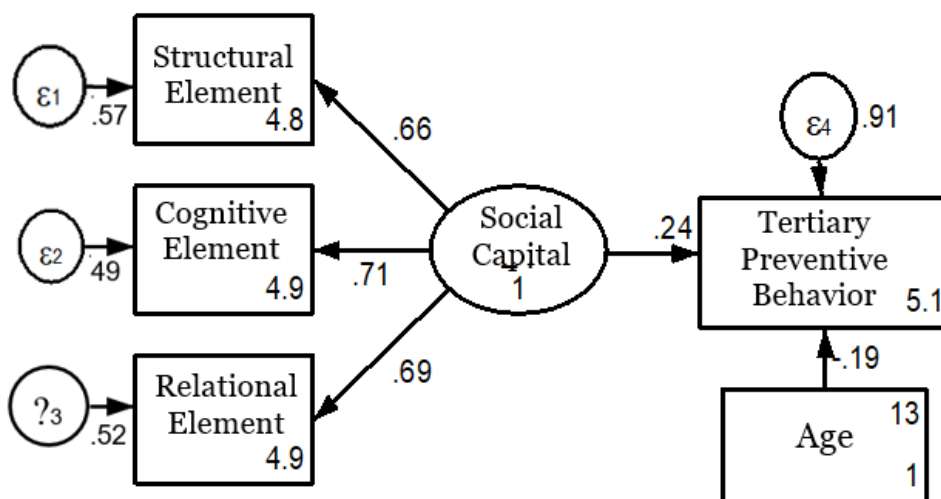 ε1
.57
Structural
Element
4.8
.66
ε2
.49
Cognitive
Element
4.9
.71
?3
.52
Relational
Element
4.9
.69
Social
Capital
1
.24
ε4
.91
Tertiary
Preventive
Behavior
5.1
-.19
Age
13
1